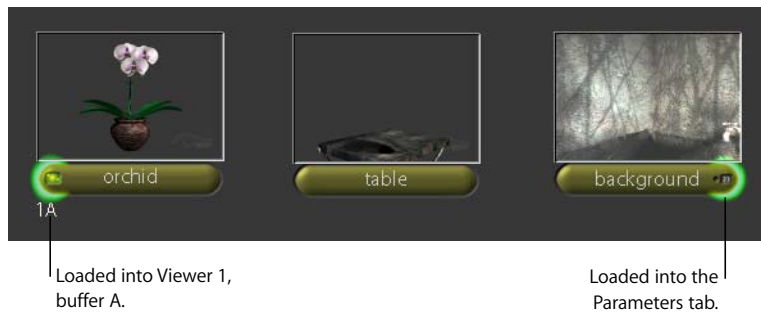 orchid
table
background
1A
Loaded into Viewer 1,
buffer A.
Loaded into the
Parameters tab.